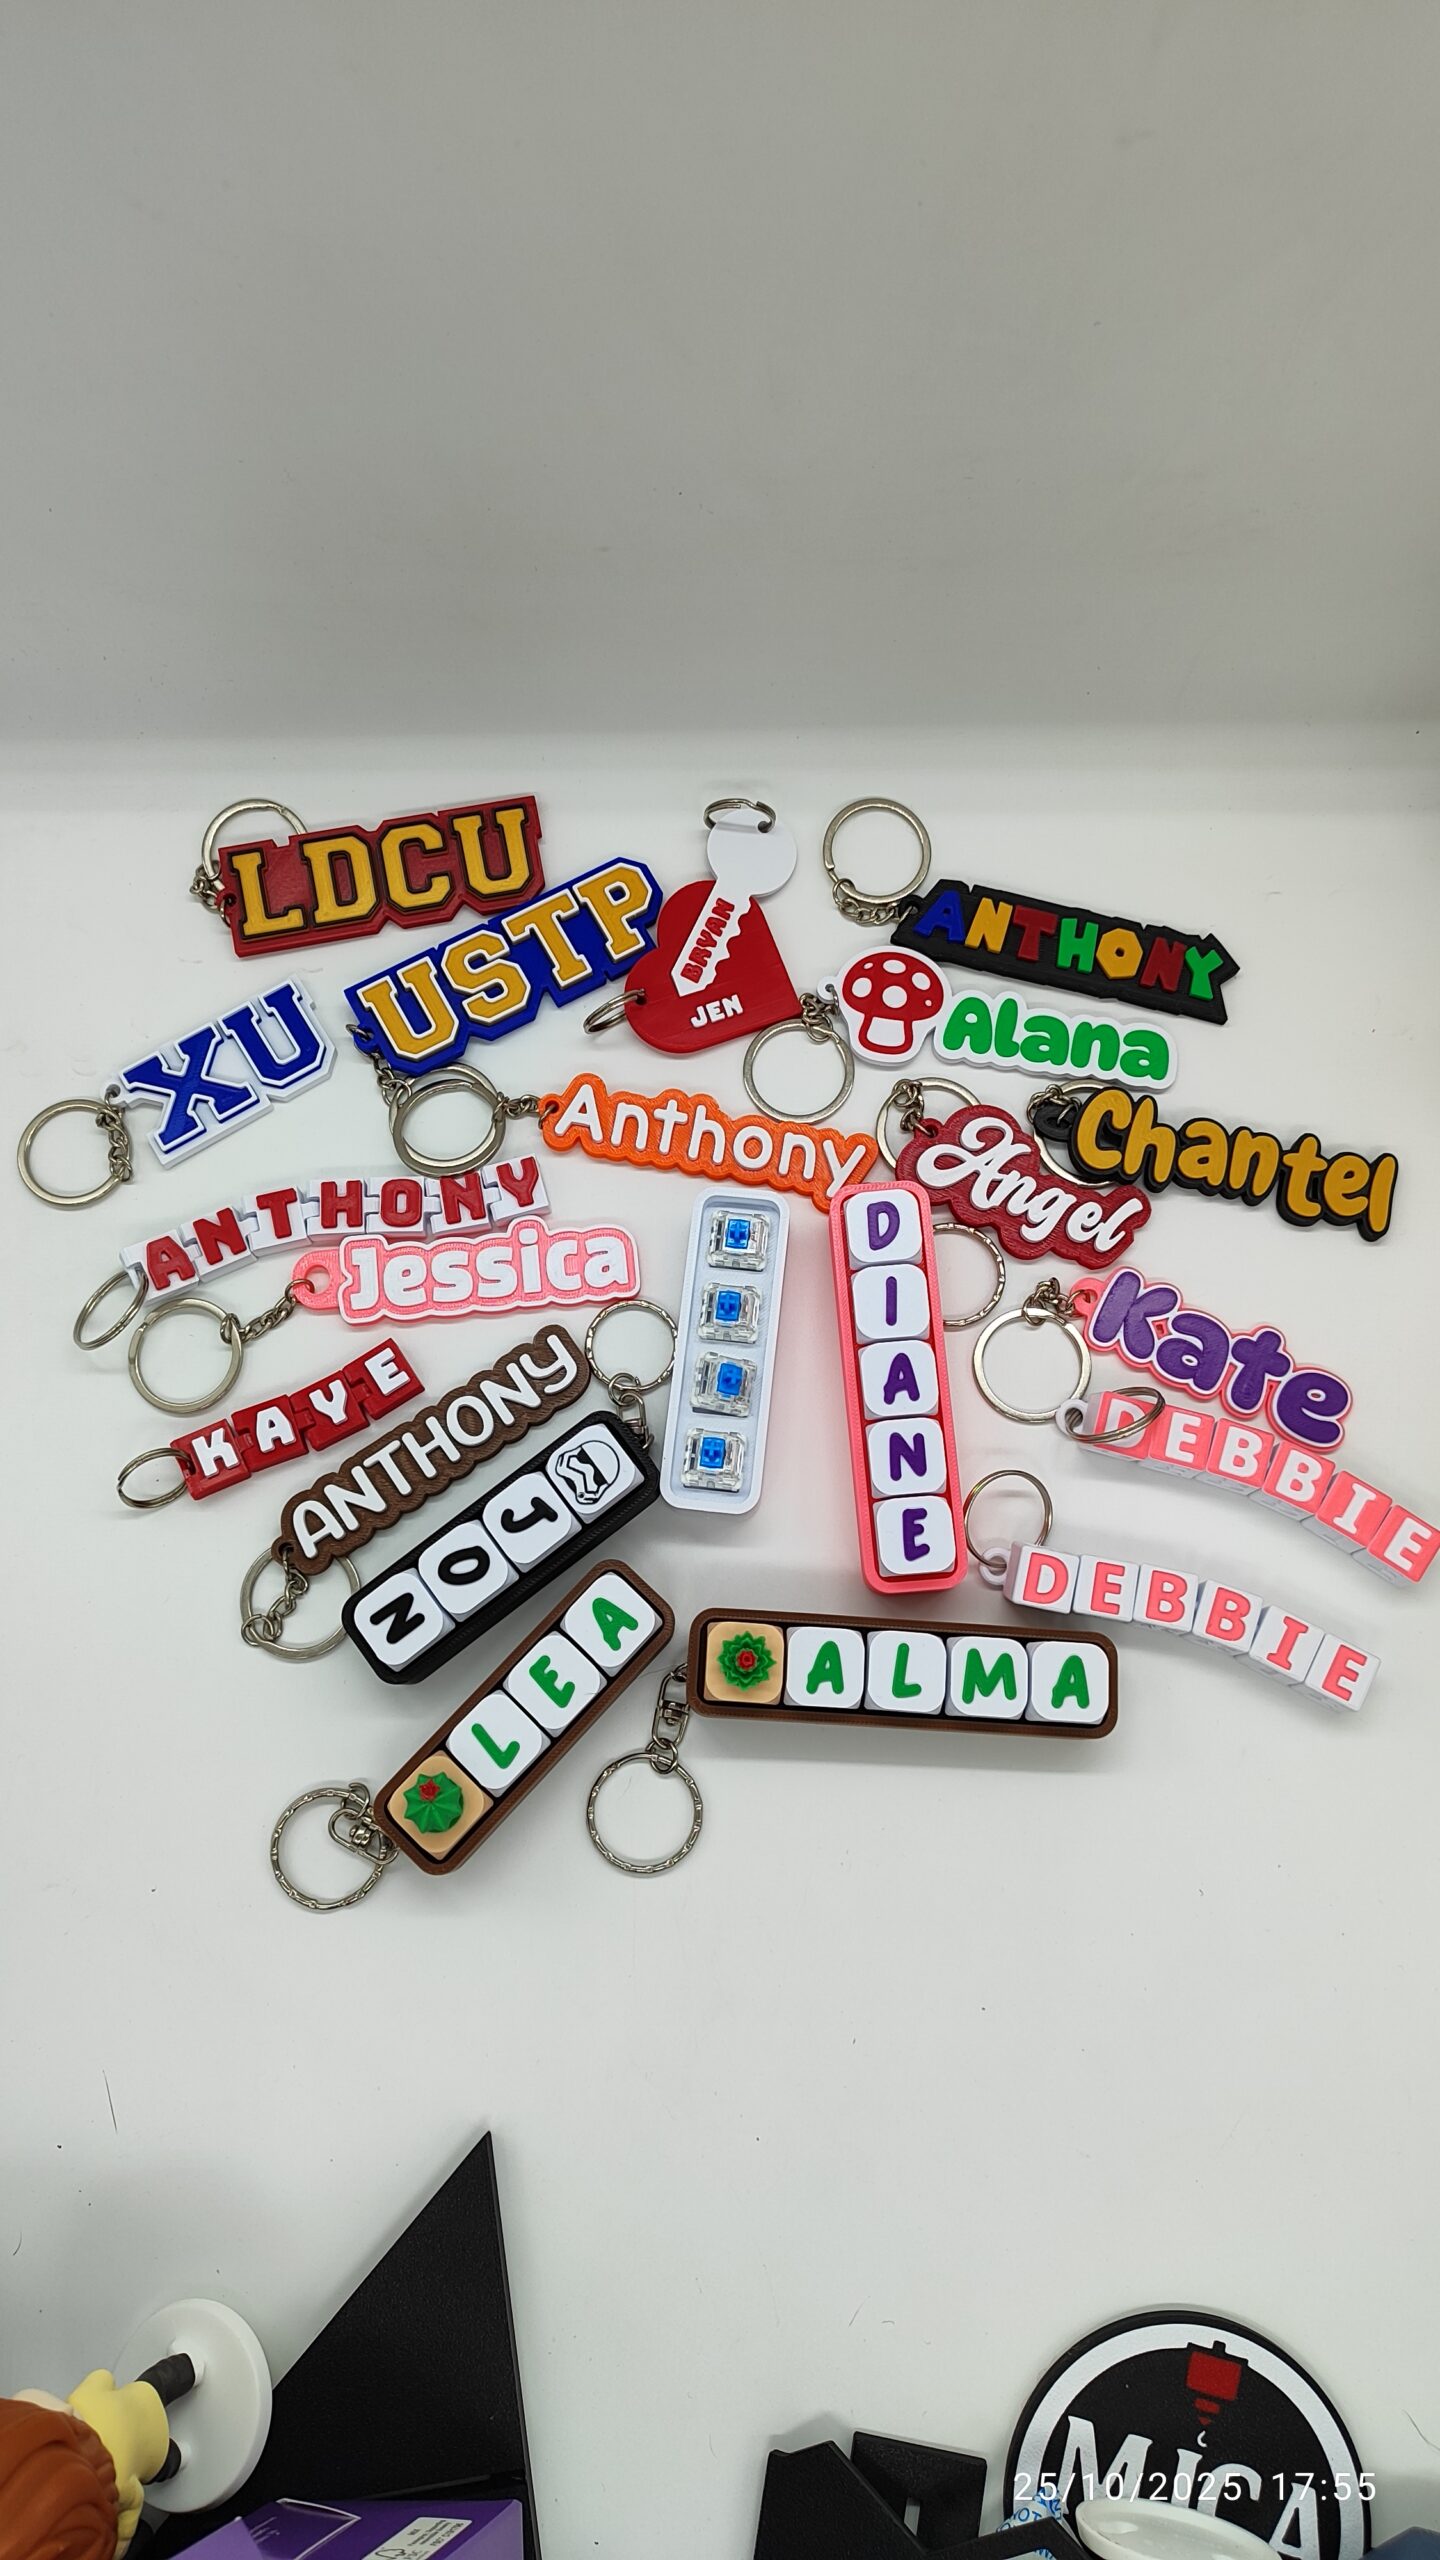 LDCU
USTP
XU
BRYAN
JEN
ANTHONY
Alana
Anthony
Angel
Chantel
ANTHONY
Jessica
KAYE
ANTHONY
DIANE
Kate
DEBBIE
DEBBIE
LEA
ALMA
MICA
25/10/2025 17:55